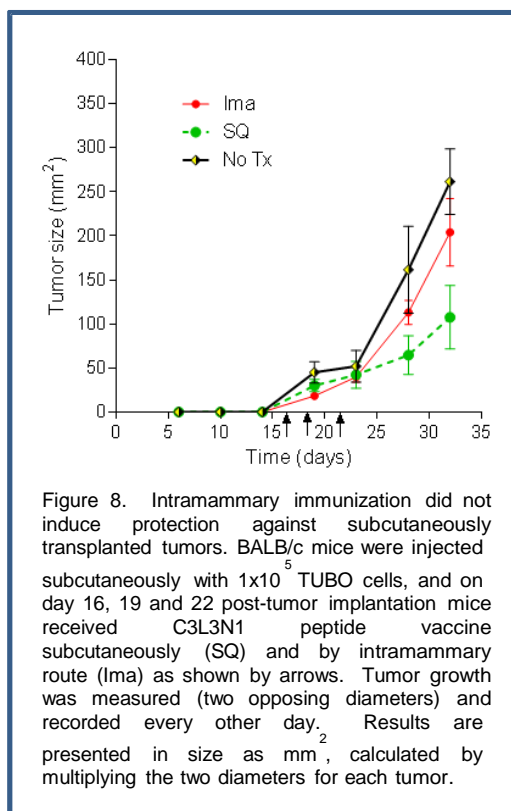 400
350
300
250
200
150
100
50
0
Tumor size (mm²)
Ima
SQ
No Tx
0 5 10 15 20 25 30 35
Time (days)
Figure 8. Intramammary immunization did not
induce protection against subcutaneously
transplanted tumors. BALB/c mice were injected
subcutaneously with 1x10⁵ TUBO cells, and on
day 16, 19 and 22 post-tumor implantation mice
received C3L3N1 peptide vaccine
subcutaneously (SQ) and by intramammary
route (Ima) as shown by arrows. Tumor growth
was measured (two opposing diameters) and
recorded every other day. Results are
presented in size as mm², calculated by
multiplying the two diameters for each tumor.